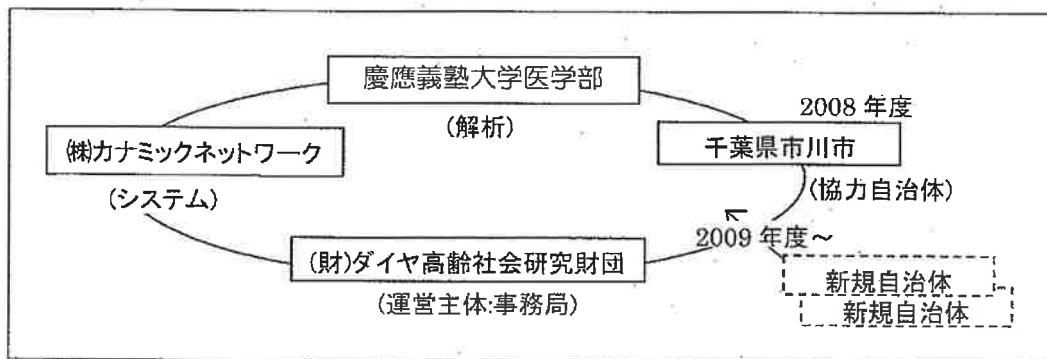 慶應義塾大学医学部
(解析)
2008年度
千葉県市川市
(協力自治体)
㈱カナミックネットワーク
(システム)
2009年度~
(財)ダイヤ高齢社会研究財団
(運営主体:事務局)
新規自治体
新規自治体